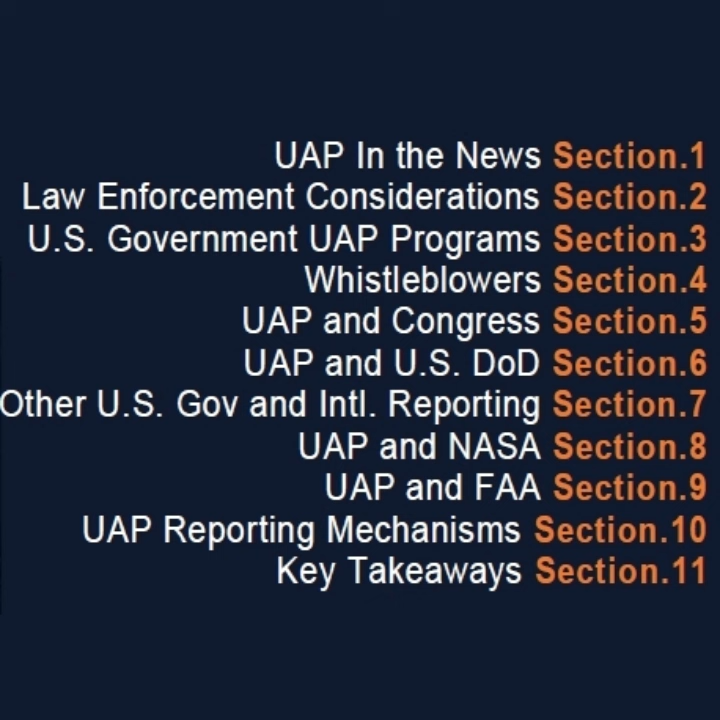 UAP In the News Section.1
Law Enforcement Considerations Section.2
U.S. Government UAP Programs Section.3
Whistleblowers Section.4
UAP and Congress Section.5
UAP and U.S. DoD Section.6
Other U.S. Gov and Intl. Reporting Section.7
UAP and NASA Section.8
UAP and FAA Section.9
UAP Reporting Mechanisms Section.10
Key Takeaways Section.11